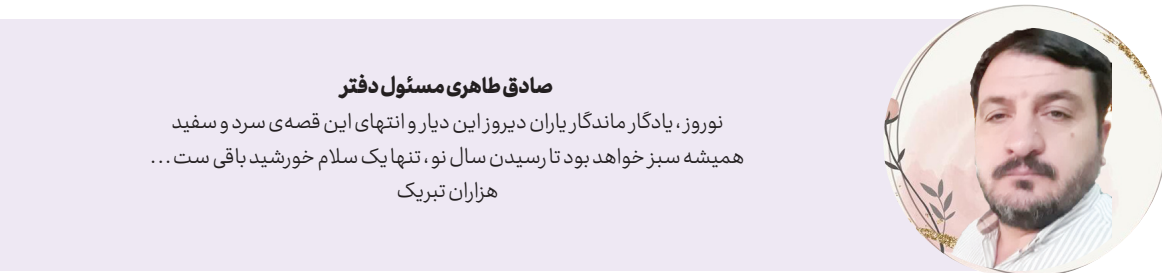 صادق طاهری مسئول دفتر
نوروز ، یادگار ماندگار یاران دیروز این دیار و انتهای این قصه‌ی سرد و سفید
همیشه سبز خواهد بود تا رسیدن سال نو ، تنها یک سلام خورشید باقی ست ...
هزاران تبریک